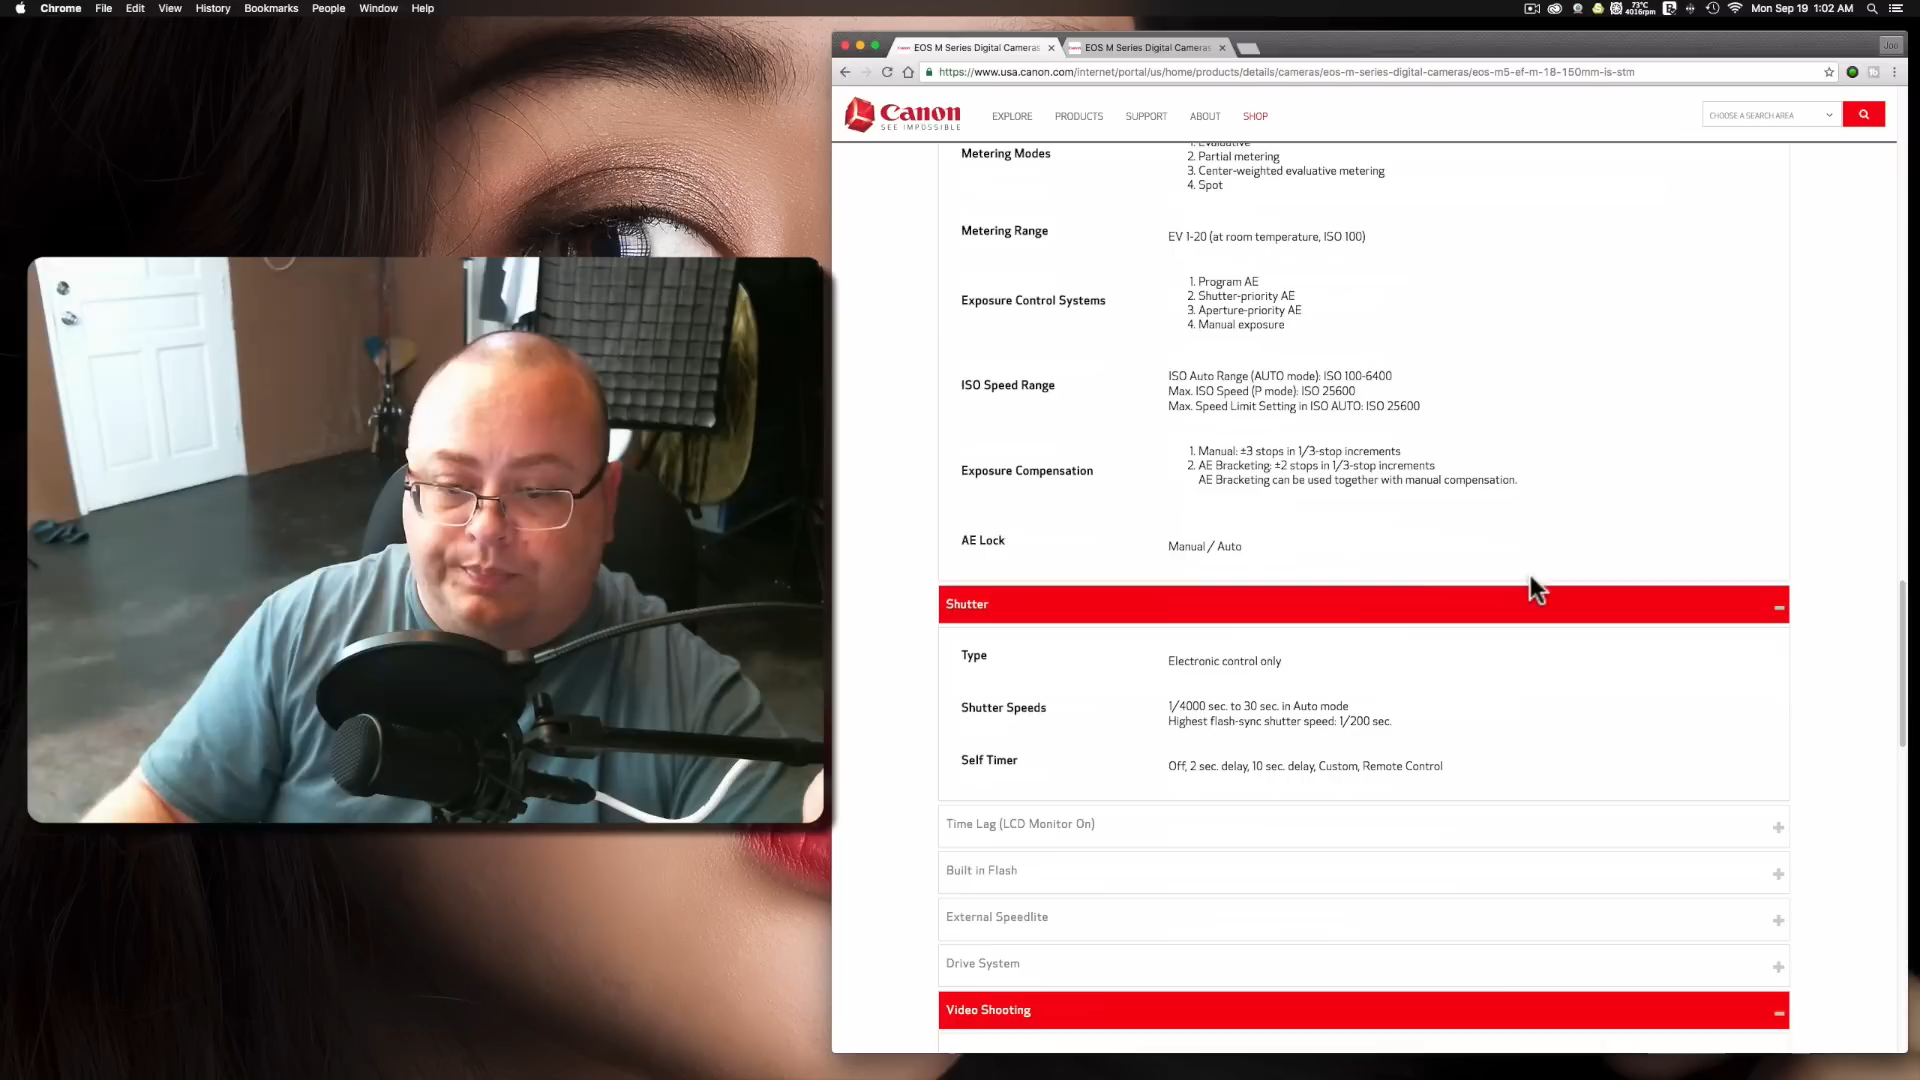 Chrome File Edit View History Bookmarks People Window Help
73°C
4016rpm
Mon Sep 19 1:02 AM
EOS M Series Digital Cameras
EOS M Series Digital Cameras
https://www.usa.canon.com/internet/portal/us/home/products/details/cameras/eos-m-series-digital-cameras/eos-m5-ef-m-18-150mm-is-stm
Canon
SEE IMPOSSIBLE
EXPLORE PRODUCTS SUPPORT ABOUT SHOP
CHOOSE A SEARCH AREA
Metering Modes
1. Evaluative
2. Partial metering
3. Center-weighted evaluative metering
4. Spot
Metering Range
EV 1-20 (at room temperature, ISO 100)
Exposure Control Systems
1. Program AE
2. Shutter-priority AE
3. Aperture-priority AE
4. Manual exposure
ISO Speed Range
ISO Auto Range (AUTO mode): ISO 100-6400
Max. ISO Speed (P mode): ISO 25600
Max. Speed Limit Setting in ISO AUTO: ISO 25600
Exposure Compensation
1. Manual: ±3 stops in 1/3-stop increments
2. AE Bracketing: ±2 stops in 1/3-stop increments
AE Bracketing can be used together with manual compensation.
AE Lock
Manual / Auto
Shutter
Type
Electronic control only
Shutter Speeds
1/4000 sec. to 30 sec. in Auto mode
Highest flash-sync shutter speed: 1/200 sec.
Self Timer
Off, 2 sec. delay, 10 sec. delay, Custom, Remote Control
Time Lag (LCD Monitor On)
Built in Flash
External Speedlite
Drive System
Video Shooting